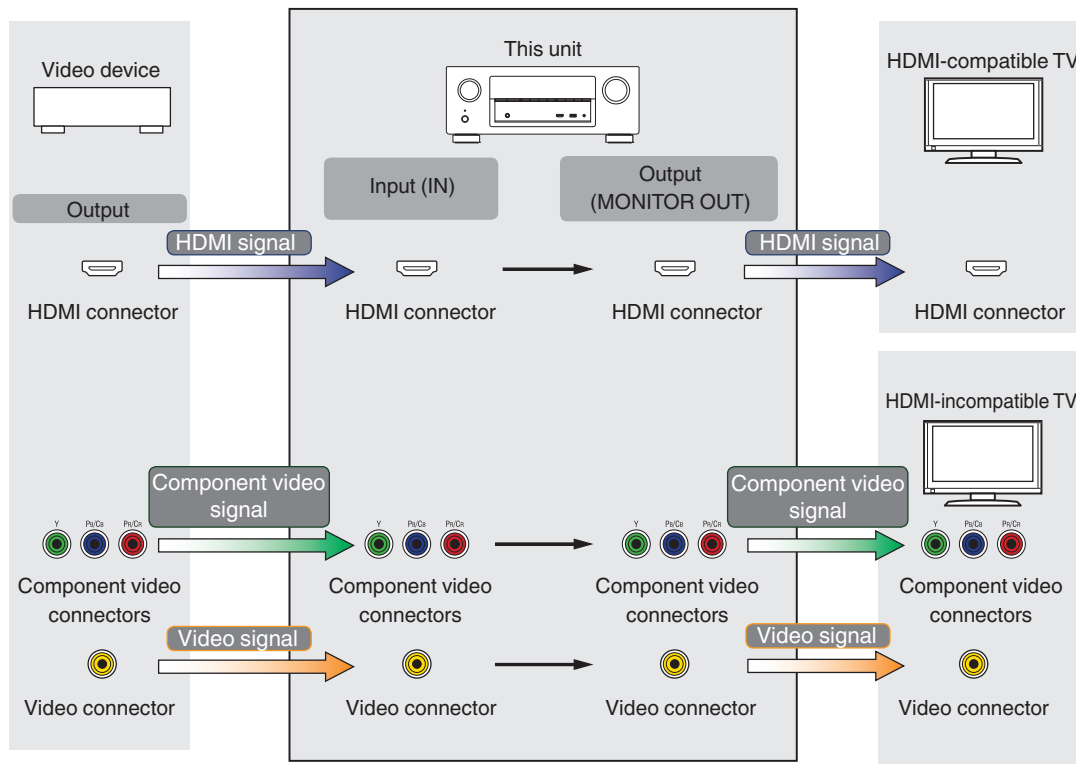 Video device
This unit
HDMI-compatible TV
Output
Input (IN)
Output
(MONITOR OUT)
HDMI signal
HDMI signal
HDMI connector
HDMI connector
HDMI connector
HDMI connector
HDMI-incompatible TV
Component video
signal
Component video
signal
Y PB/CB PR/CR
Y PB/CB PR/CR
Y PB/CB PR/CR
Y PB/CB PR/CR
Component video
connectors
Component video
connectors
Component video
connectors
Component video
connectors
Video signal
Video signal
Video connector
Video connector
Video connector
Video connector